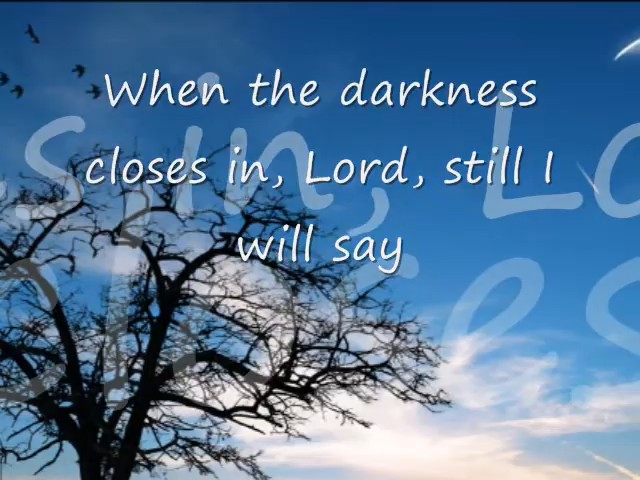 When the darkness
closes in, Lord, still I
will say